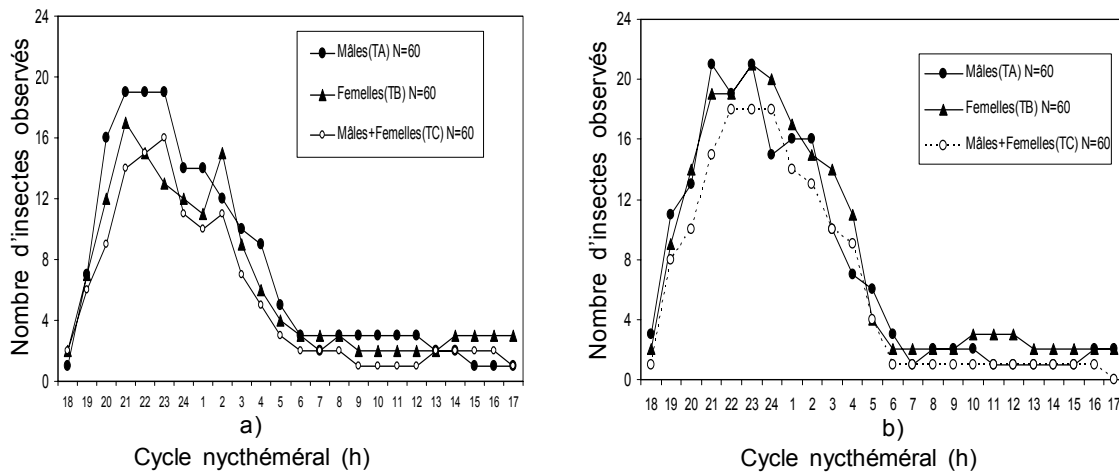 Nombre d'insectes observés
24
20
16
12
8
4
0
Mâles(TA) N=60
Femelles(TB) N=60
Mâles+Femelles(TC) N=60
18 19 20 21 22 23 24 1 2 3 4 5 6 7 8 9 10 11 12 13 14 15 16 17
a)
Cycle nycthéméral (h)
Nombre d'insectes observés
24
20
16
12
8
4
0
Mâles(TA) N=60
Femelles(TB) N=60
Mâles+Femelles(TC) N=60
18 19 20 21 22 23 24 1 2 3 4 5 6 7 8 9 10 11 12 13 14 15 16 17
b)
Cycle nycthéméral (h)